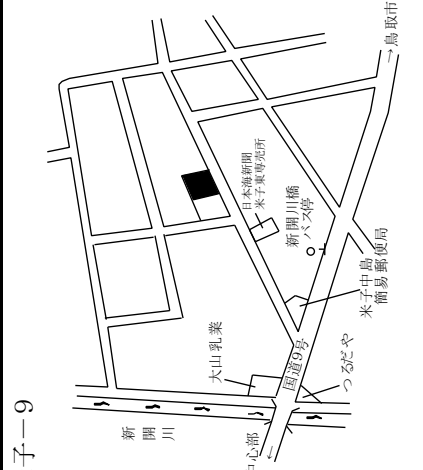 子－9
→鳥取市
日本海新聞
米子東専売所
新開川橋
バス停
米子中島
簡易郵便局
大山乳業
国道9号
つるだや
新開川
中心部
←